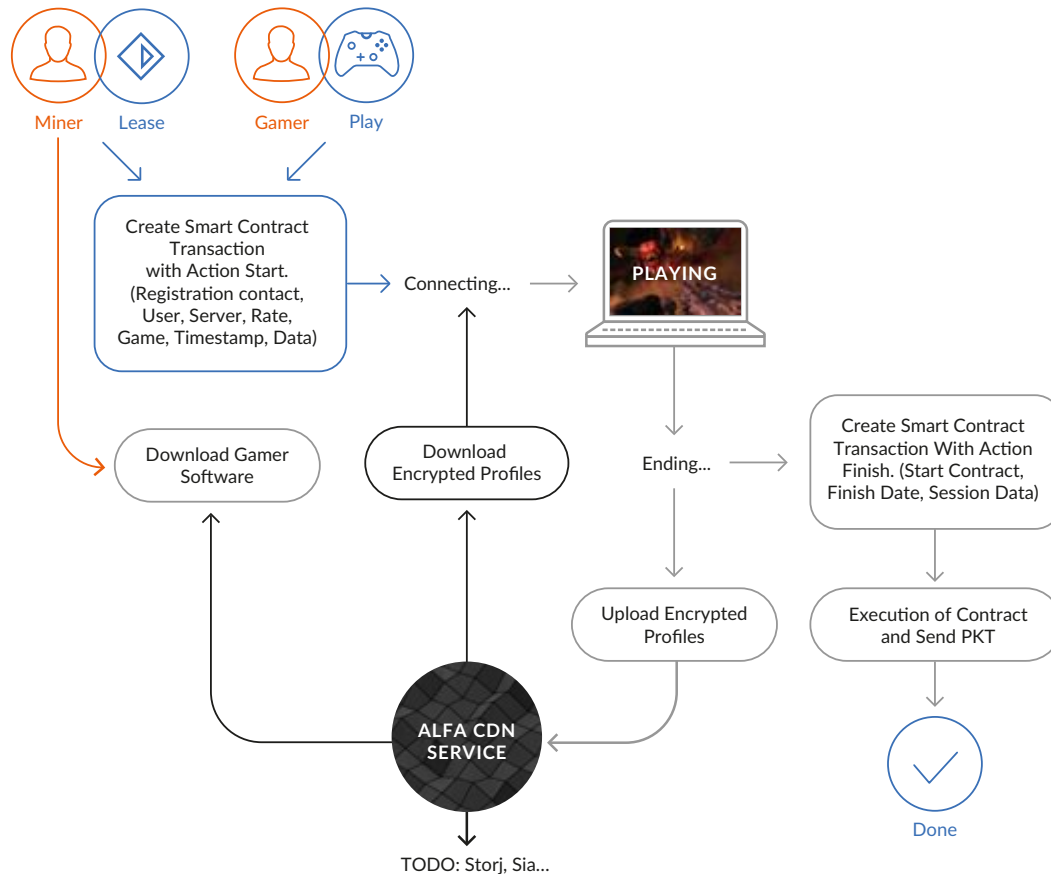 Miner
Lease
Gamer
Play
Create Smart Contract
Transaction
with Action Start.
(Registration contact,
User, Server, Rate,
Game, Timestamp, Data)
Connecting...
PLAYING
Download Gamer
Software
Download
Encrypted Profiles
Ending...
Create Smart Contract
Transaction With Action
Finish. (Start Contract,
Finish Date, Session Data)
Upload Encrypted
Profiles
Execution of Contract
and Send PKT
ALFA CDN
SERVICE
Done
TODO: Storj, Sia...